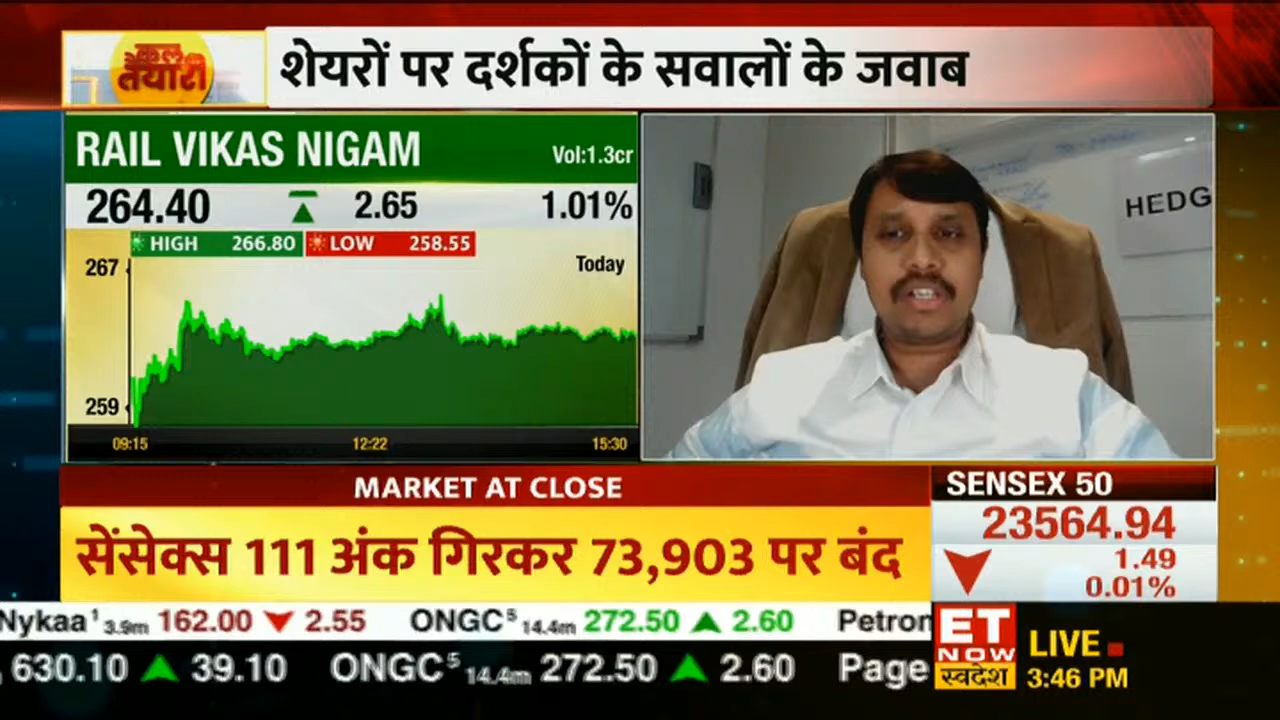 कल की तैयारी
शेयरों पर दर्शकों के सवालों के जवाब
RAIL VIKAS NIGAM
Vol:1.3cr
264.40 2.65 1.01%
HIGH 266.80 LOW 258.55
Today
267
259
09:15 12:22 15:30
HEDG
MARKET AT CLOSE
सेंसेक्स 111 अंक गिरकर 73,903 पर बंद
SENSEX 50
23564.94
1.49
0.01%
Nykaa¹ 3.9m 162.00 2.55 ONGC⁵ 14.4m 272.50 2.60 Petron
630.10 39.10 ONGC⁵ 14.4m 272.50 2.60 Page
ET
NOW
स्वदेश
LIVE
3:46 PM